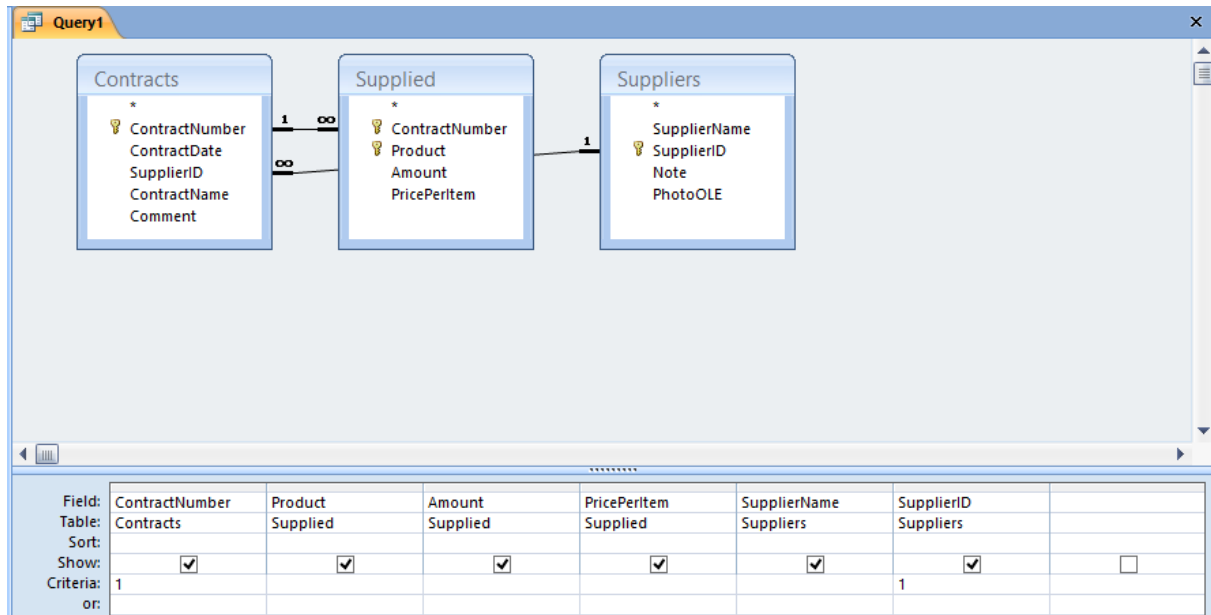 Query1
Contracts
*
ContractNumber
ContractDate
SupplierID
ContractName
Comment
1 ∞
∞
Supplied
*
ContractNumber
Product
Amount
PricePerItem
1
Suppliers
*
SupplierName
SupplierID
Note
PhotoOLE
Field: ContractNumber Product Amount PricePerItem SupplierName SupplierID
Table: Contracts Supplied Supplied Supplied Suppliers Suppliers
Sort:
Show:
Criteria: 1 1
or: